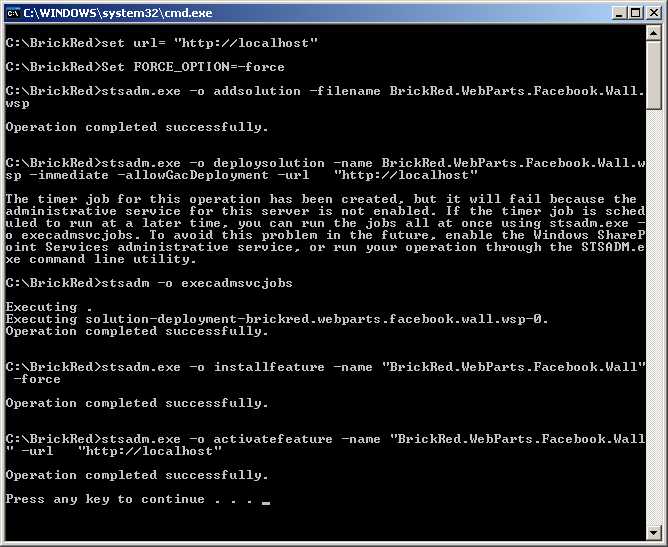 C:\WINDOWS\system32\cmd.exe
C:\BrickRed>set url= "http://localhost"
C:\BrickRed>Set FORCE_OPTION=-force
C:\BrickRed>stsadm.exe -o addsolution -filename BrickRed.WebParts.Facebook.Wall.
wsp
Operation completed successfully.
C:\BrickRed>stsadm.exe -o deploysolution -name BrickRed.WebParts.Facebook.Wall.w
sp -immediate -allowGacDeployment -url   "http://localhost"
The timer job for this operation has been created, but it will fail because the
administrative service for this server is not enabled. If the timer job is sched
uled to run at a later time, you can run the jobs all at once using stsadm.exe -
o execadmsvcjobs. To avoid this problem in the future, enable the Windows ShareP
oint Services administrative service, or run your operation through the STSADM.e
xe command line utility.
C:\BrickRed>stsadm -o execadmsvcjobs
Executing .
Executing solution-deployment-brickred.webparts.facebook.wall.wsp-0.
Operation completed successfully.
C:\BrickRed>stsadm.exe -o installfeature -name "BrickRed.WebParts.Facebook.Wall"
 -force
Operation completed successfully.
C:\BrickRed>stsadm.exe -o activatefeature -name "BrickRed.WebParts.Facebook.Wall
" -url   "http://localhost"
Operation completed successfully.
Press any key to continue . . . _